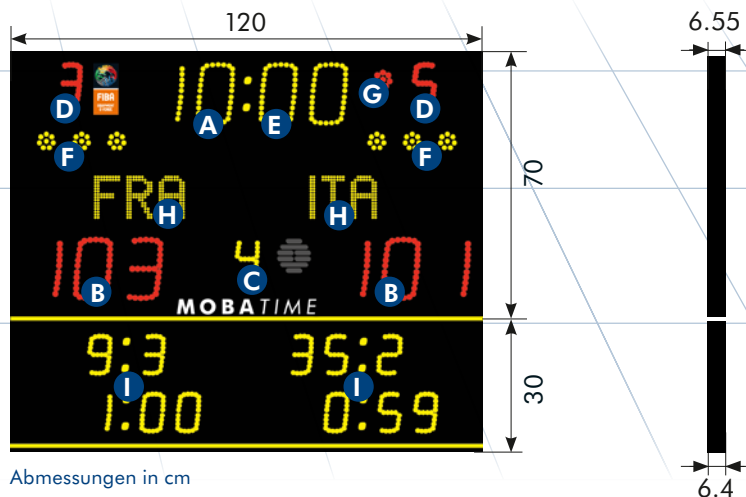 120
6.55
3 10:00 5
D FIBA A E G D
F F
70
FRA ITA
H H
103 4 101
B C B
MOBATIME
9:3 35:2
I I
30
1:00 0:59
Abmessungen in cm
6.4